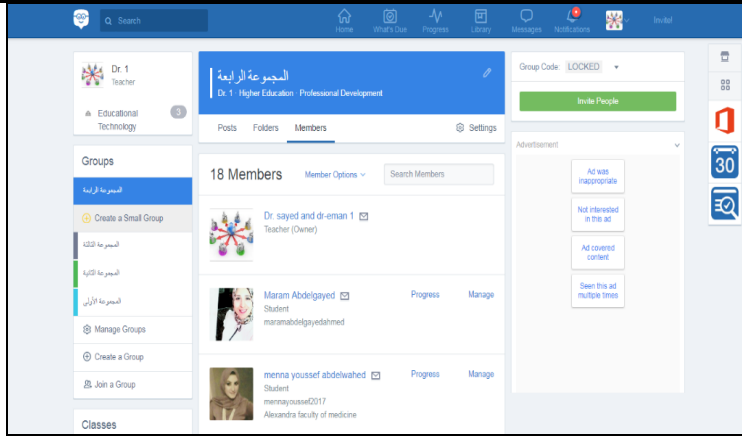 Search
Home
What's Due
Progress
Library
Messages
Notifications
Invite!
Dr. 1
Teacher
Educational Technology
3
Groups
المجموعة الرابعة
Create a Small Group
المجموعة الثالثة
المجموعة الثانية
المجموعة الأولى
Manage Groups
Create a Group
Join a Group
Classes
المجموعة الرابعة
Dr. 1 · Higher Education · Professional Development
Posts
Folders
Members
Settings
18 Members
Member Options
Search Members
Dr. sayed and dr-eman 1
Teacher (Owner)
Maram Abdelgayed
Progress
Manage
Student
maramabdelgayedahmed
menna youssef abdelwahed
Progress
Manage
Student
mennayoussef2017
Alexandra faculty of medicine
Group Code: LOCKED
Invite People
Advertisement
Ad was
inappropriate
Not interested
in this ad
Ad covered
content
Seen this ad
multiple times
30